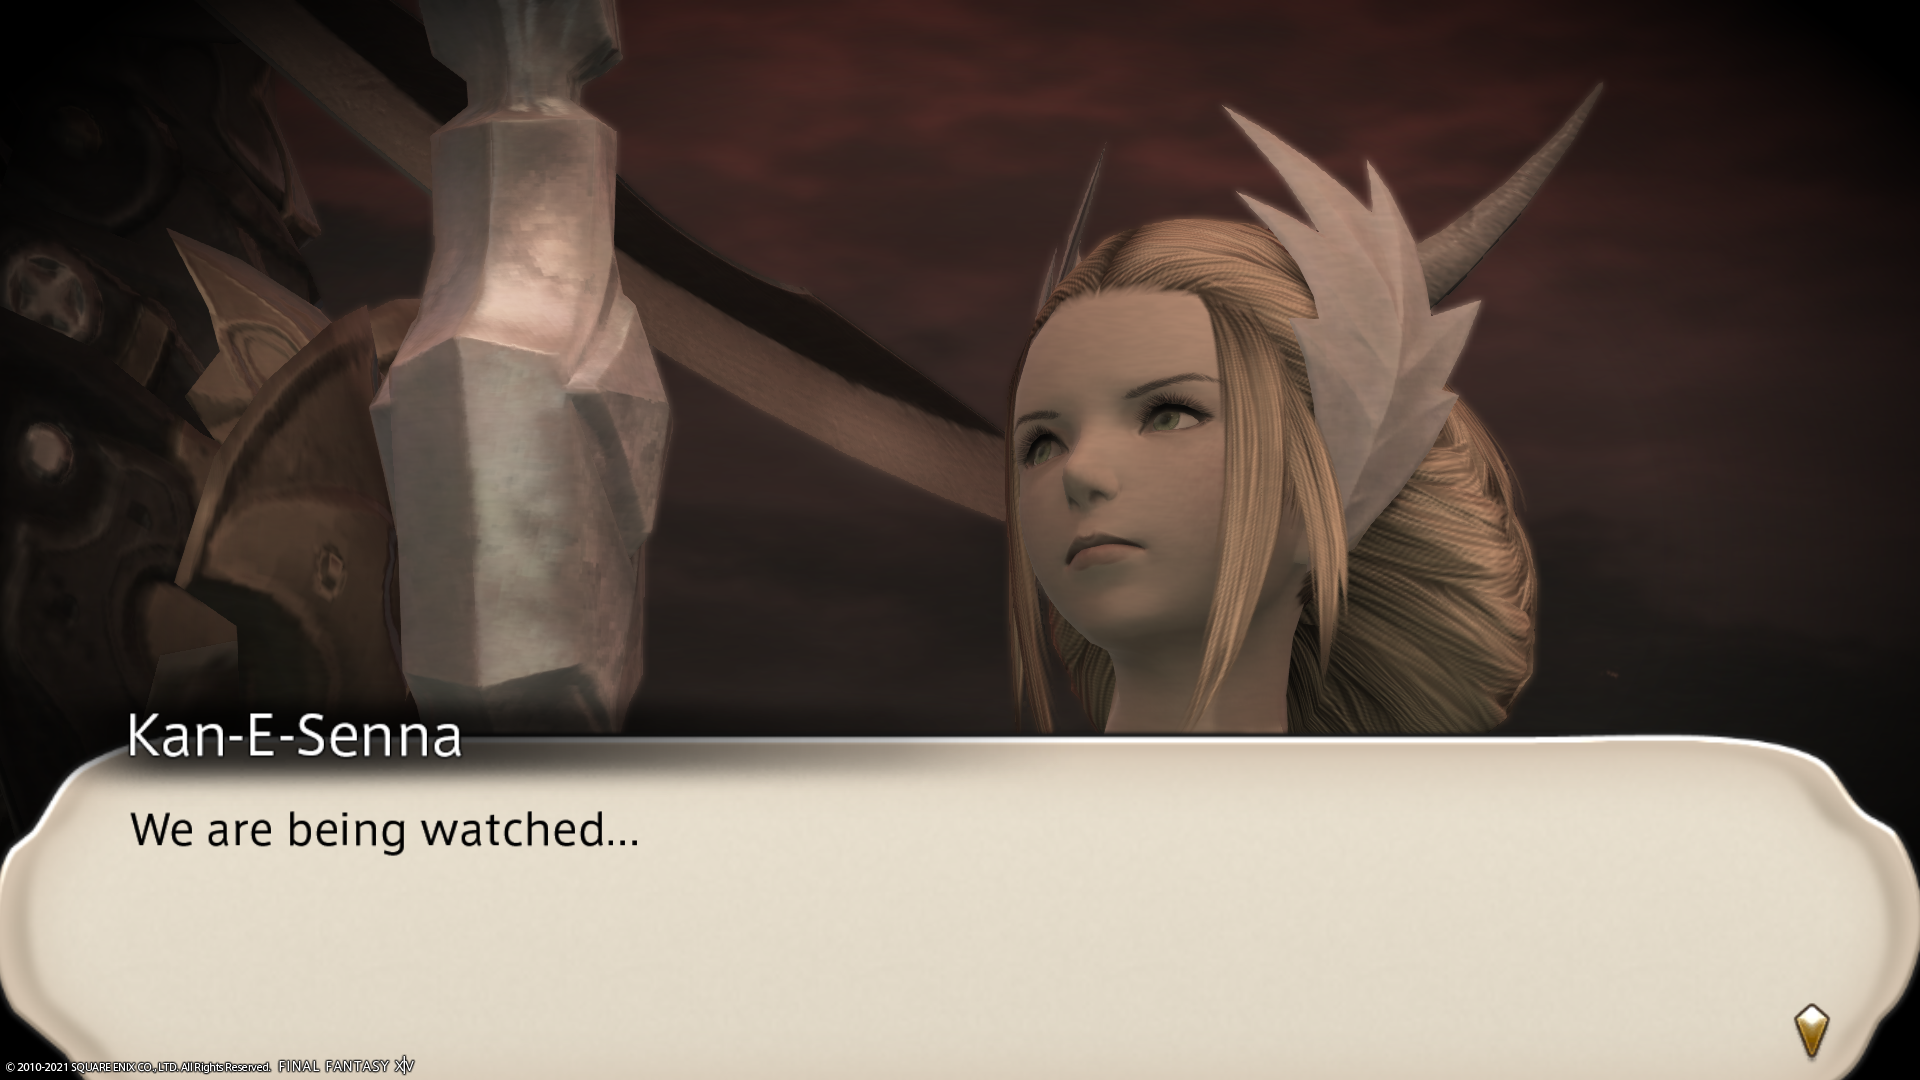 Kan-E-Senna
We are being watched...
© 2010-2021 SQUARE ENIX CO., LTD. All Rights Reserved. FINAL FANTASY XIV